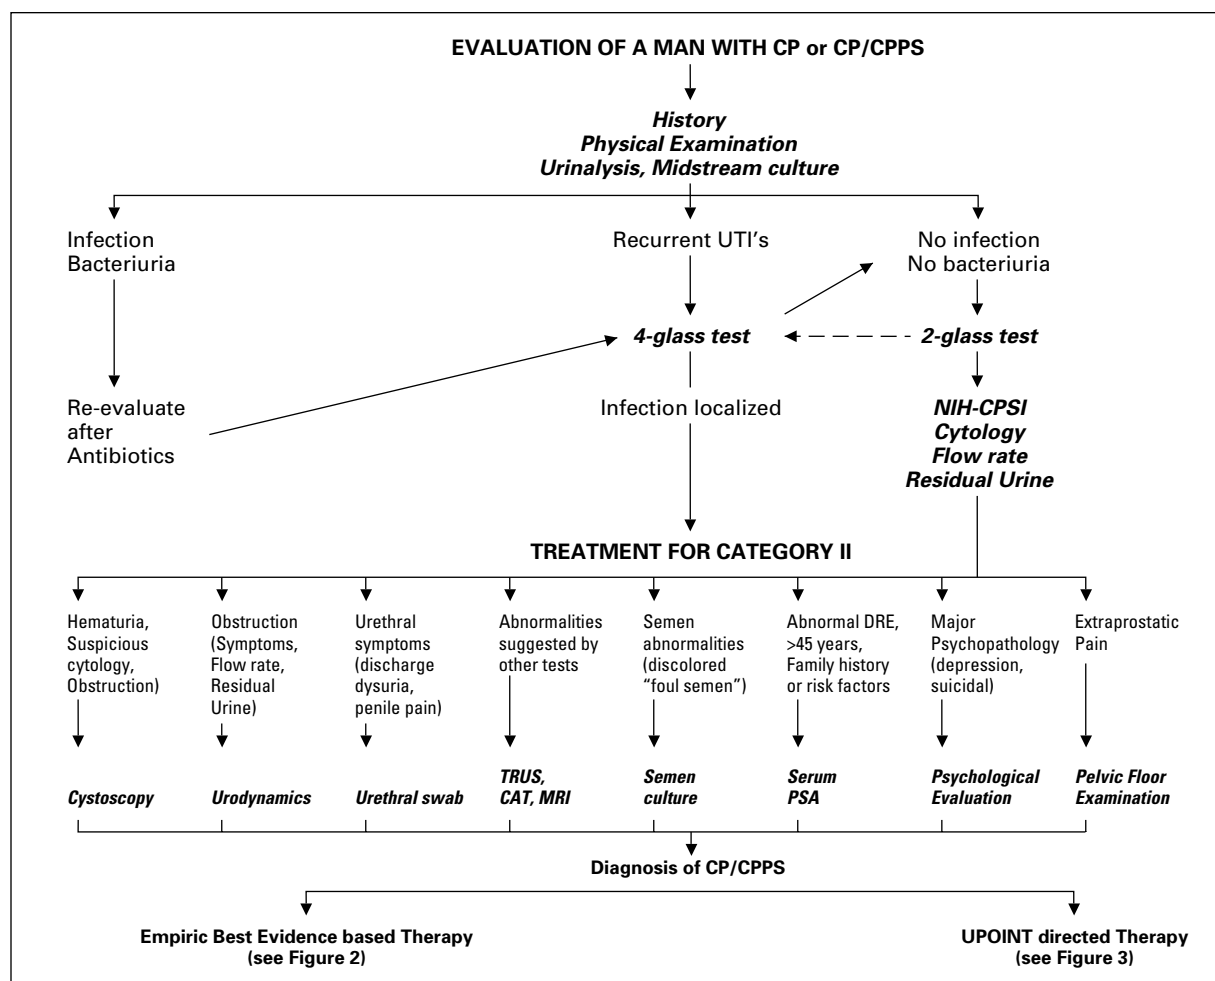 EVALUATION OF A MAN WITH CP or CP/CPPS
History
Physical Examination
Urinalysis, Midstream culture
Infection
Bacteriuria
Recurrent UTI's
No infection
No bacteriuria
4-glass test
2-glass test
Re-evaluate
after
Antibiotics
Infection localized
NIH-CPSI
Cytology
Flow rate
Residual Urine
TREATMENT FOR CATEGORY II
Hematuria,
Suspicious
cytology,
Obstruction)
Obstruction
(Symptoms,
Flow rate,
Residual
Urine)
Urethral
symptoms
(discharge
dysuria,
penile pain)
Abnormalities
suggested by
other tests
Semen
abnormalities
(discolored
“foul semen”)
Abnormal DRE,
>45 years,
Family history
or risk factors
Major
Psychopathology
(depression,
suicidal)
Extraprostatic
Pain
Cystoscopy
Urodynamics
Urethral swab
TRUS,
CAT, MRI
Semen
culture
Serum
PSA
Psychological
Evaluation
Pelvic Floor
Examination
Diagnosis of CP/CPPS
Empiric Best Evidence based Therapy
(see Figure 2)
UPOINT directed Therapy
(see Figure 3)